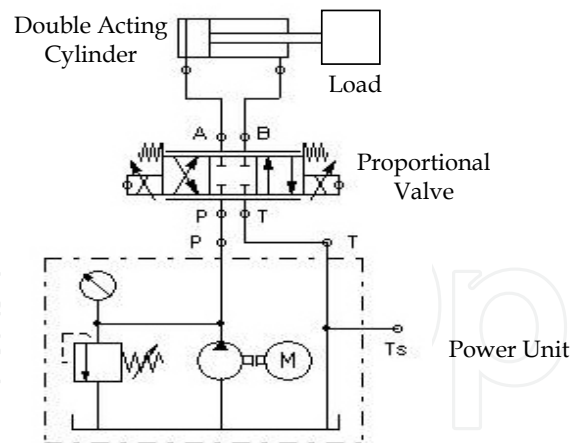 Double Acting
Cylinder
Load
A B
Proportional
Valve
P T
P T
M
Ts
Power Unit